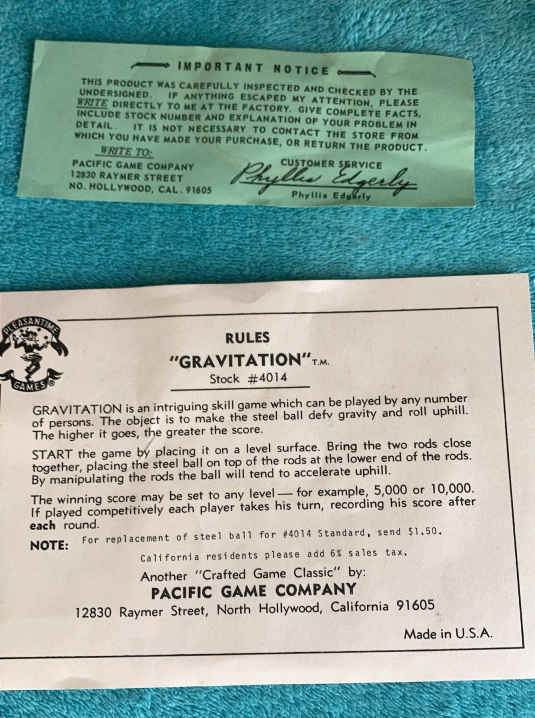 IMPORTANT NOTICE
THIS PRODUCT WAS CAREFULLY INSPECTED AND CHECKED BY THE
UNDERSIGNED. IF ANYTHING ESCAPED MY ATTENTION, PLEASE
WRITE DIRECTLY TO ME AT THE FACTORY. GIVE COMPLETE FACTS,
INCLUDE STOCK NUMBER AND EXPLANATION OF YOUR PROBLEM IN
DETAIL. IT IS NOT NECESSARY TO CONTACT THE STORE FROM
WHICH YOU HAVE MADE YOUR PURCHASE, OR RETURN THE PRODUCT.
WRITE TO:
PACIFIC GAME COMPANY
12830 RAYMER STREET
NO. HOLLYWOOD, CAL. 91605
CUSTOMER SERVICE
Phyllis Edgerly
Phyllis Edgerly
PLEASANTIME
GAMES ®
RULES
"GRAVITATION" T.M.
Stock #4014
GRAVITATION is an intriguing skill game which can be played by any number
of persons. The object is to make the steel ball defy gravity and roll uphill.
The higher it goes, the greater the score.
START the game by placing it on a level surface. Bring the two rods close
together, placing the steel ball on top of the rods at the lower end of the rods.
By manipulating the rods the ball will tend to accelerate uphill.
The winning score may be set to any level — for example, 5,000 or 10,000.
If played competitively each player takes his turn, recording his score after
each round.
NOTE: For replacement of steel ball for #4014 Standard, send $1.50.
California residents please add 6% sales tax.
Another "Crafted Game Classic" by:
PACIFIC GAME COMPANY
12830 Raymer Street, North Hollywood, California 91605
Made in U.S.A.